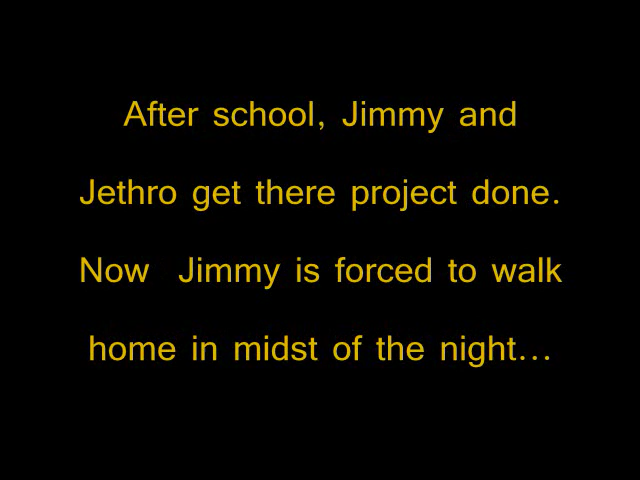 After school, Jimmy and
Jethro get there project done.
Now  Jimmy is forced to walk
home in midst of the night...